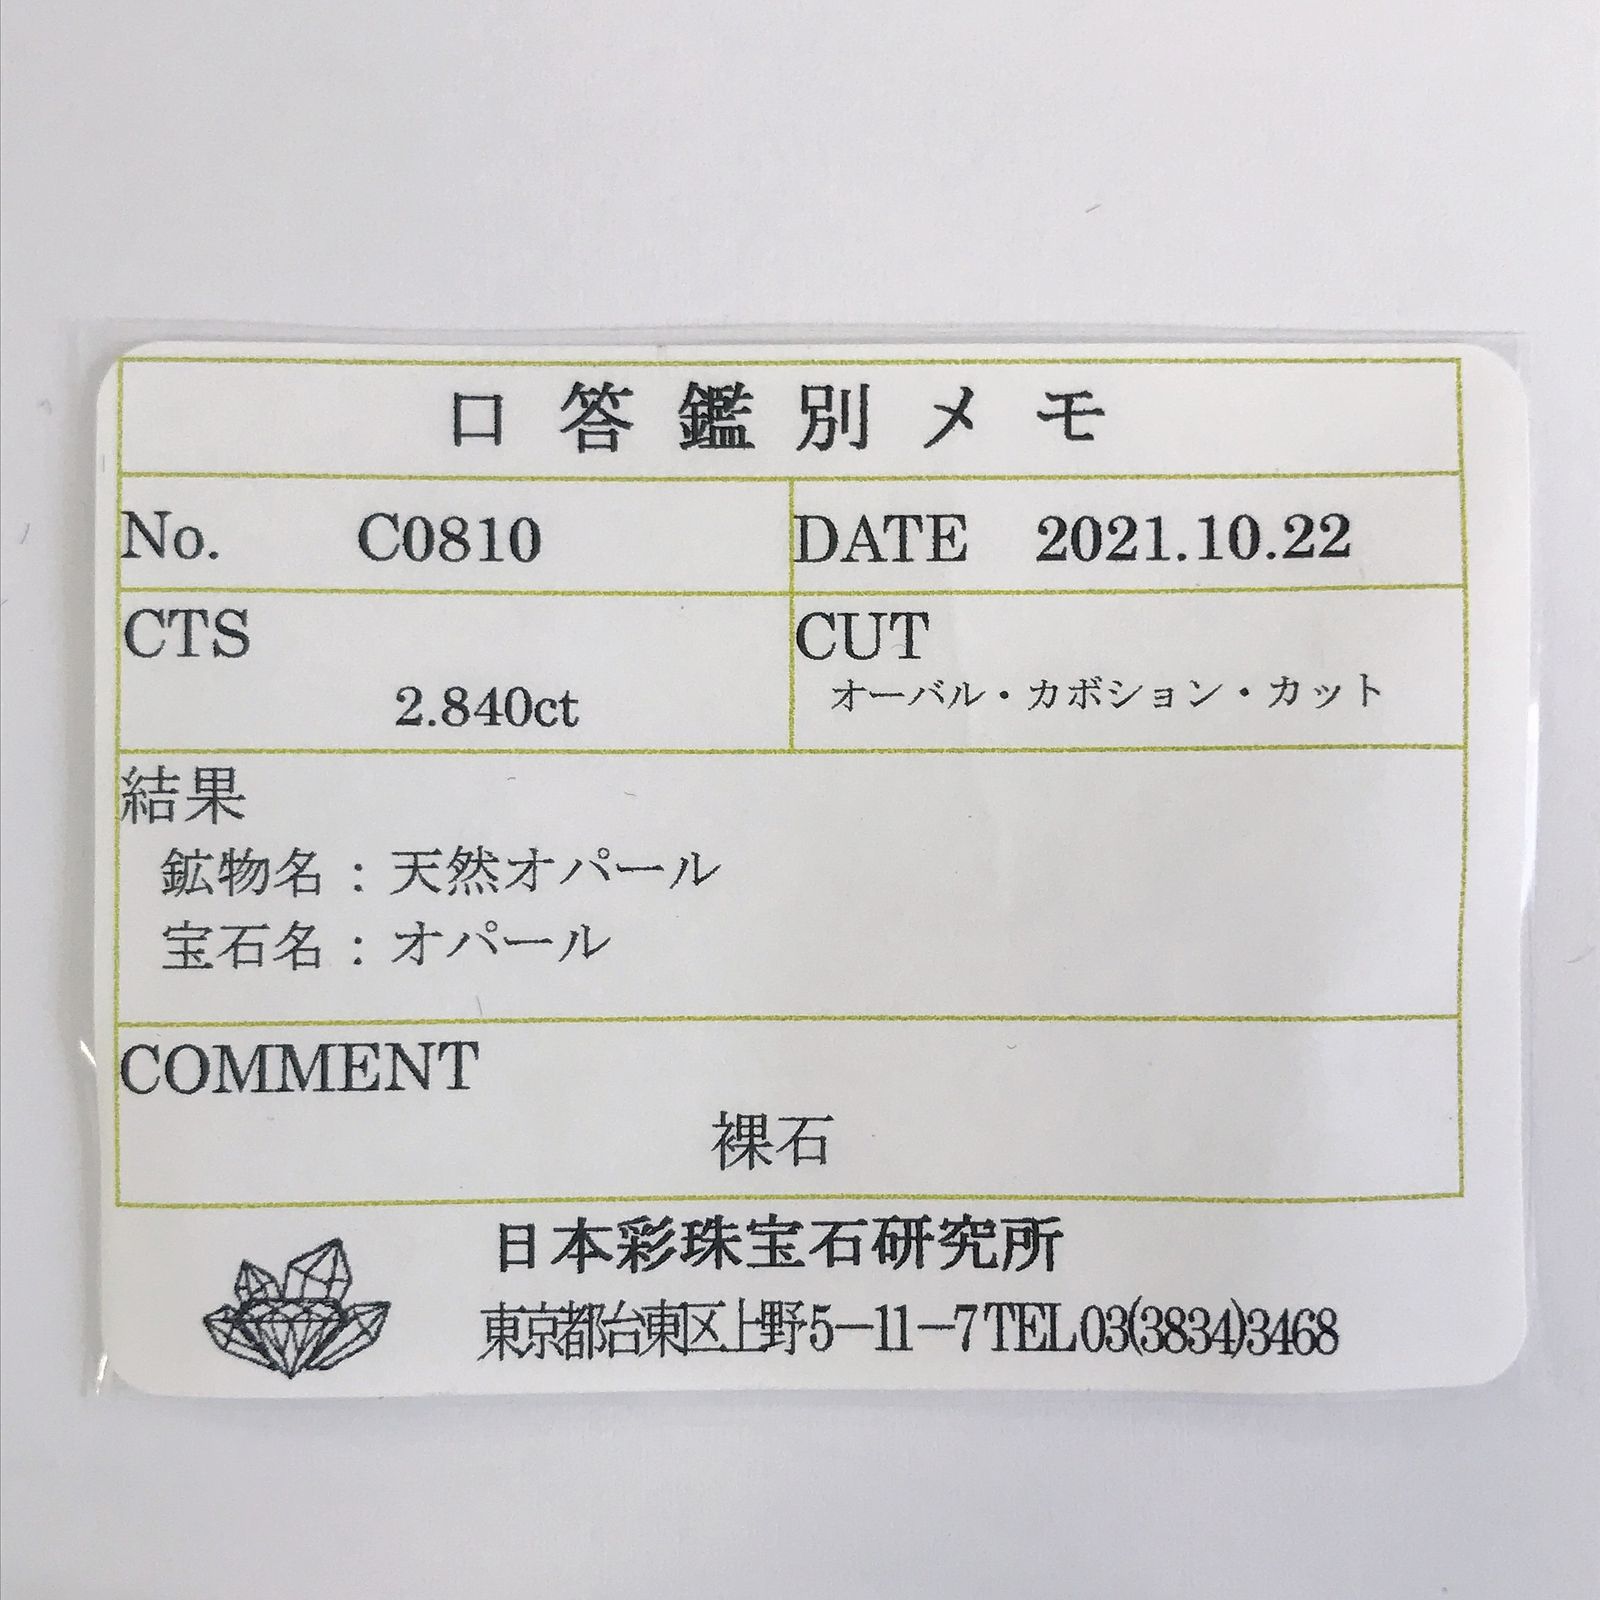 口答鑑別メモ
No. C0810 DATE 2021.10.22
CTS CUT
2.840ct オーバル・カボション・カット
結果
鉱物名：天然オパール
宝石名：オパール
COMMENT
裸石
日本彩珠宝石研究所
東京都台東区上野5－11－7 TEL 03(3834)3468